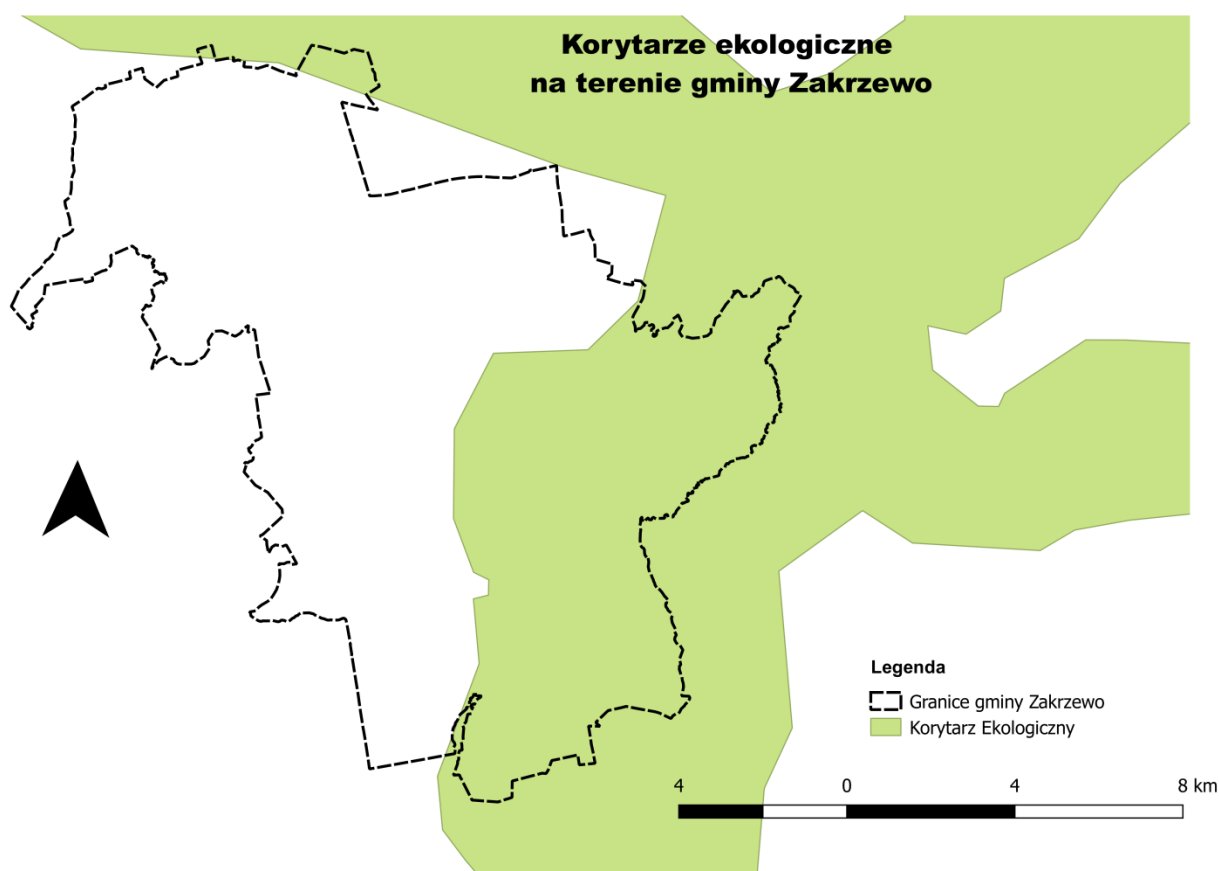 Korytarze ekologiczne
na terenie gminy Zakrzewo
Legenda
Granice gminy Zakrzewo
Korytarz Ekologiczny
4 0 4 8 km